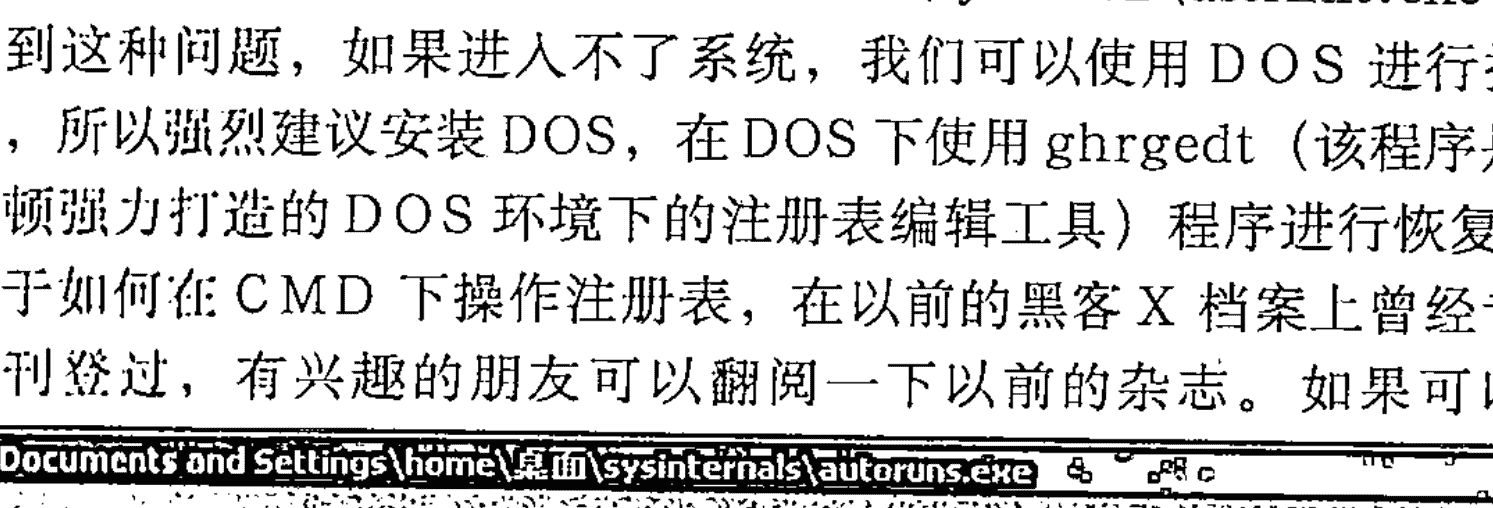 到这种问题，如果进入不了系统，我们可以使用DOS进行
，所以强烈建议安装DOS，在DOS下使用ghrgedt（该程序是
顿强力打造的DOS环境下的注册表编辑工具）程序进行恢复
于如何在CMD下操作注册表，在以前的黑客X档案上曾经
刊登过，有兴趣的朋友可以翻阅一下以前的杂志。如果可以
Documents and Settings\home\桌面\sysinternals\autoruns.exe